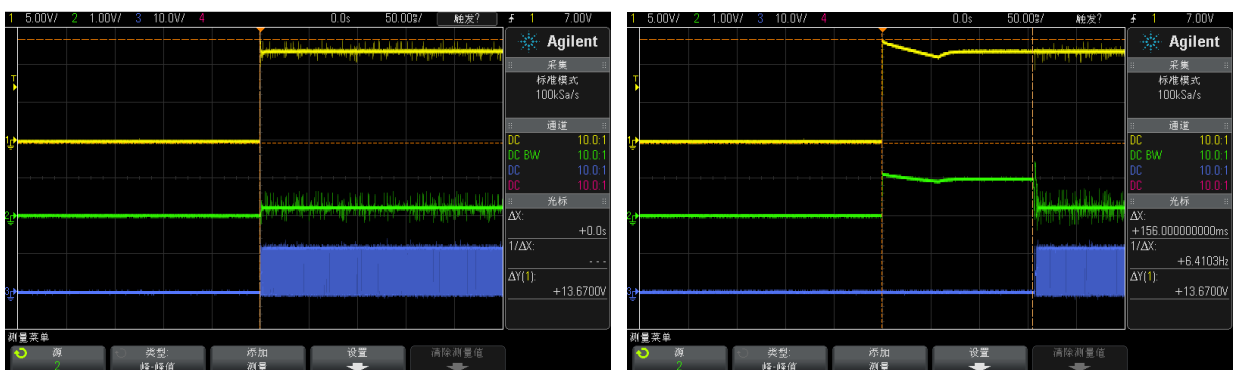 1 5.00V/ 2 1.00V/ 3 10.0V/ 4 0.0s 50.00%/ 触发? 1 7.00V
Agilent
采集
标准模式
100kSa/s
通道
DC 10.0:1
DC BW 10.0:1
DC 10.0:1
DC 10.0:1
光标
ΔX:
+0.0s
1/ΔX:
- - -
ΔY(1):
+13.6700V
T
1
2
3
测量菜单
源
2
类型:
峰-峰值
添加
测量
设置
清除测量值
1 5.00V/ 2 1.00V/ 3 10.0V/ 4 0.0s 50.00%/ 触发? 1 7.00V
Agilent
采集
标准模式
100kSa/s
通道
DC 10.0:1
DC BW 10.0:1
DC 10.0:1
DC 10.0:1
光标
ΔX:
+156.000000000ms
1/ΔX:
+6.4103Hz
ΔY(1):
+13.6700V
T
1
2
3
测量菜单
源
2
类型:
峰-峰值
添加
测量
设置
清除测量值